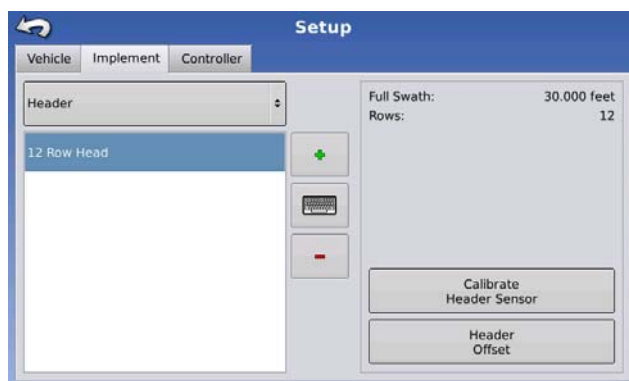 Setup
Vehicle
Implement
Controller
Header
12 Row Head
Full Swath: 30.000 feet
Rows: 12
Calibrate
Header Sensor
Header
Offset